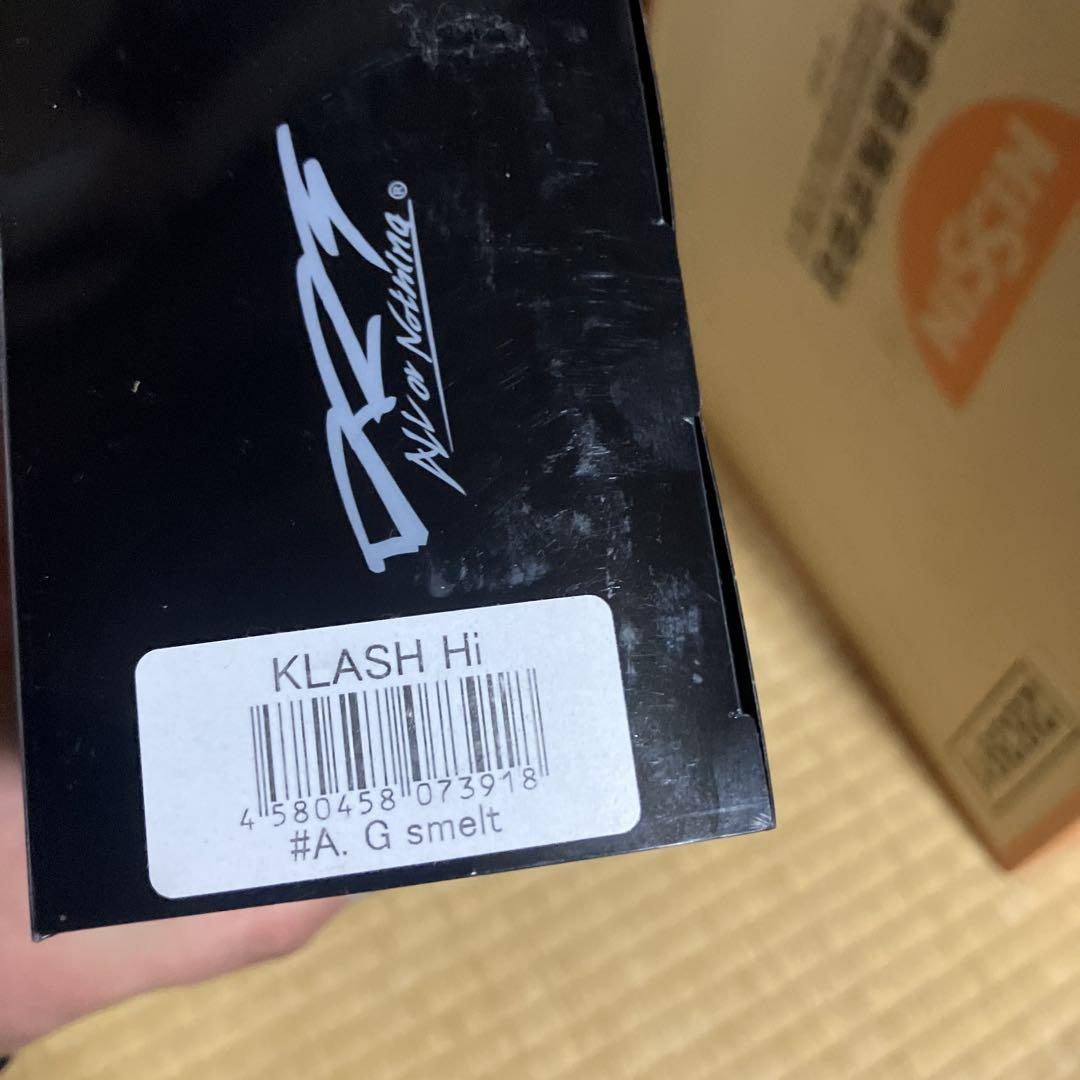 DRT
All or Nothing®
KLASH Hi
4 580458 073918
#A. G smelt
NISSIN